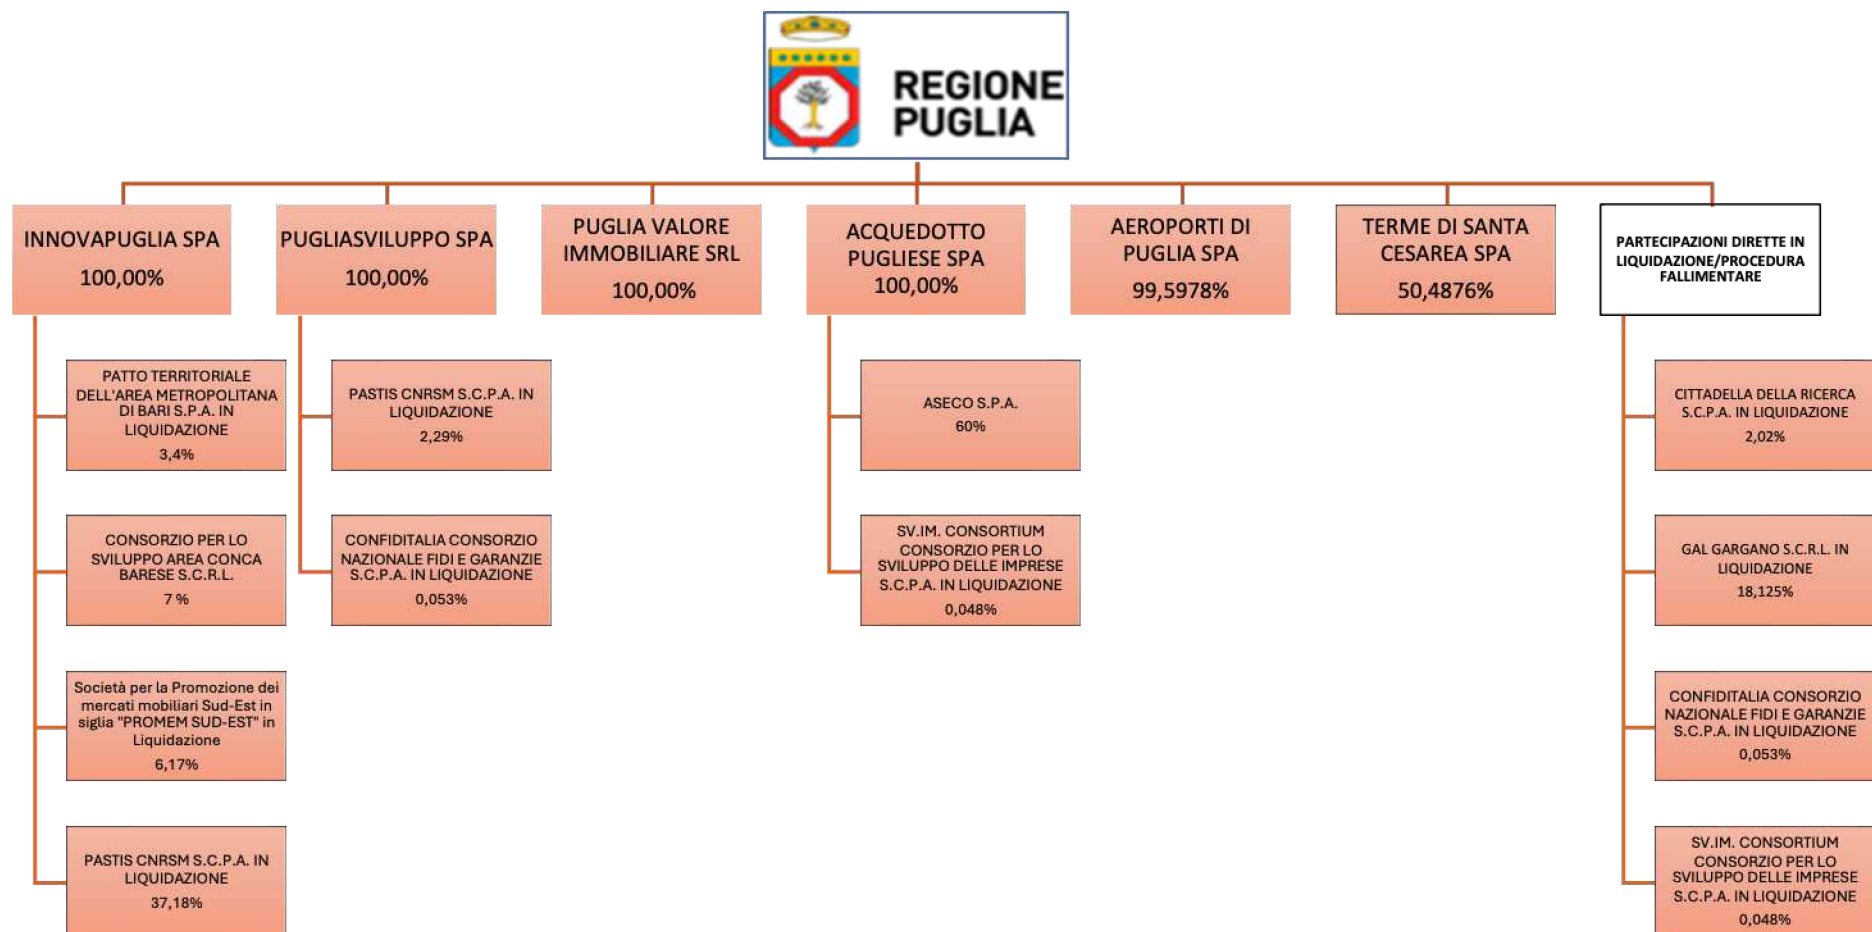 REGIONE
PUGLIA
INNOVAPUGLIA SPA
100,00%
PUGLIASVILUPPO SPA
100,00%
PUGLIA VALORE
IMMOBILIARE SRL
100,00%
ACQUEDOTTO
PUGLIESE SPA
100,00%
AEROPORTI DI
PUGLIA SPA
99,5978%
TERME DI SANTA
CESAREA SPA
50,4876%
PARTECIPAZIONI DIRETTE IN
LIQUIDAZIONE/PROCEDURA
FALLIMENTARE
PATTO TERRITORIALE
DELL'AREA METROPOLITANA
DI BARI S.P.A. IN
LIQUIDAZIONE
3,4%
CONSORZIO PER LO
SVILUPPO AREA CONCA
BARESE S.C.R.L.
7 %
Società per la Promozione dei
mercati mobiliari Sud-Est in
siglia "PROMEM SUD-EST" in
Liquidazione
6,17%
PASTIS CNRSM S.C.P.A. IN
LIQUIDAZIONE
37,18%
PASTIS CNRSM S.C.P.A. IN
LIQUIDAZIONE
2,29%
CONFIDITALIA CONSORZIO
NAZIONALE FIDI E GARANZIE
S.C.P.A. IN LIQUIDAZIONE
0,053%
ASECO S.P.A.
60%
SV.IM. CONSORTIUM
CONSORZIO PER LO
SVILUPPO DELLE IMPRESE
S.C.P.A. IN LIQUIDAZIONE
0,048%
CITTADELLA DELLA RICERCA
S.C.P.A. IN LIQUIDAZIONE
2,02%
GAL GARGANO S.C.R.L. IN
LIQUIDAZIONE
18,125%
CONFIDITALIA CONSORZIO
NAZIONALE FIDI E GARANZIE
S.C.P.A. IN LIQUIDAZIONE
0,053%
SV.IM. CONSORTIUM
CONSORZIO PER LO
SVILUPPO DELLE IMPRESE
S.C.P.A. IN LIQUIDAZIONE
0,048%